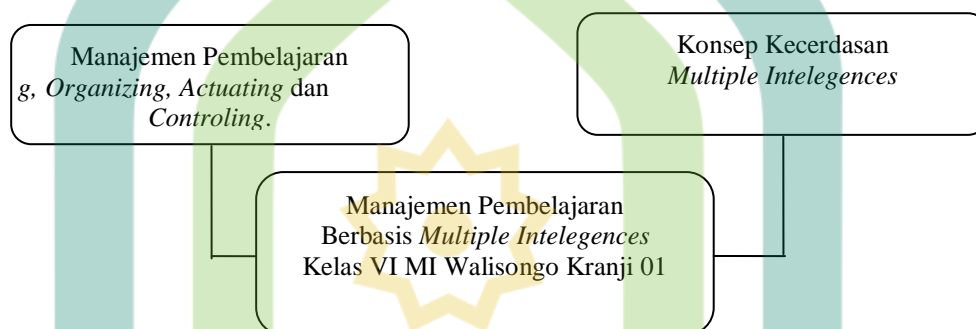 Manajemen Pembelajaran
g, Organizing, Actuating dan
Controling.
Konsep Kecerdasan
Multiple Intelegences
Manajemen Pembelajaran
Berbasis Multiple Intelegences
Kelas VI MI Walisongo Kranji 01